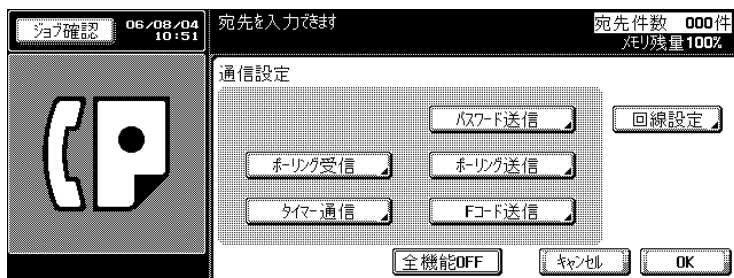 ジョブ確認
06/08/04
10:51
宛先を入力できます
宛先件数 000件
メモリ残量100%
通信設定
パスワード送信
回線設定
ポーリング受信
ポーリング送信
タイマー通信
Fコード送信
全機能OFF
キャンセル
OK